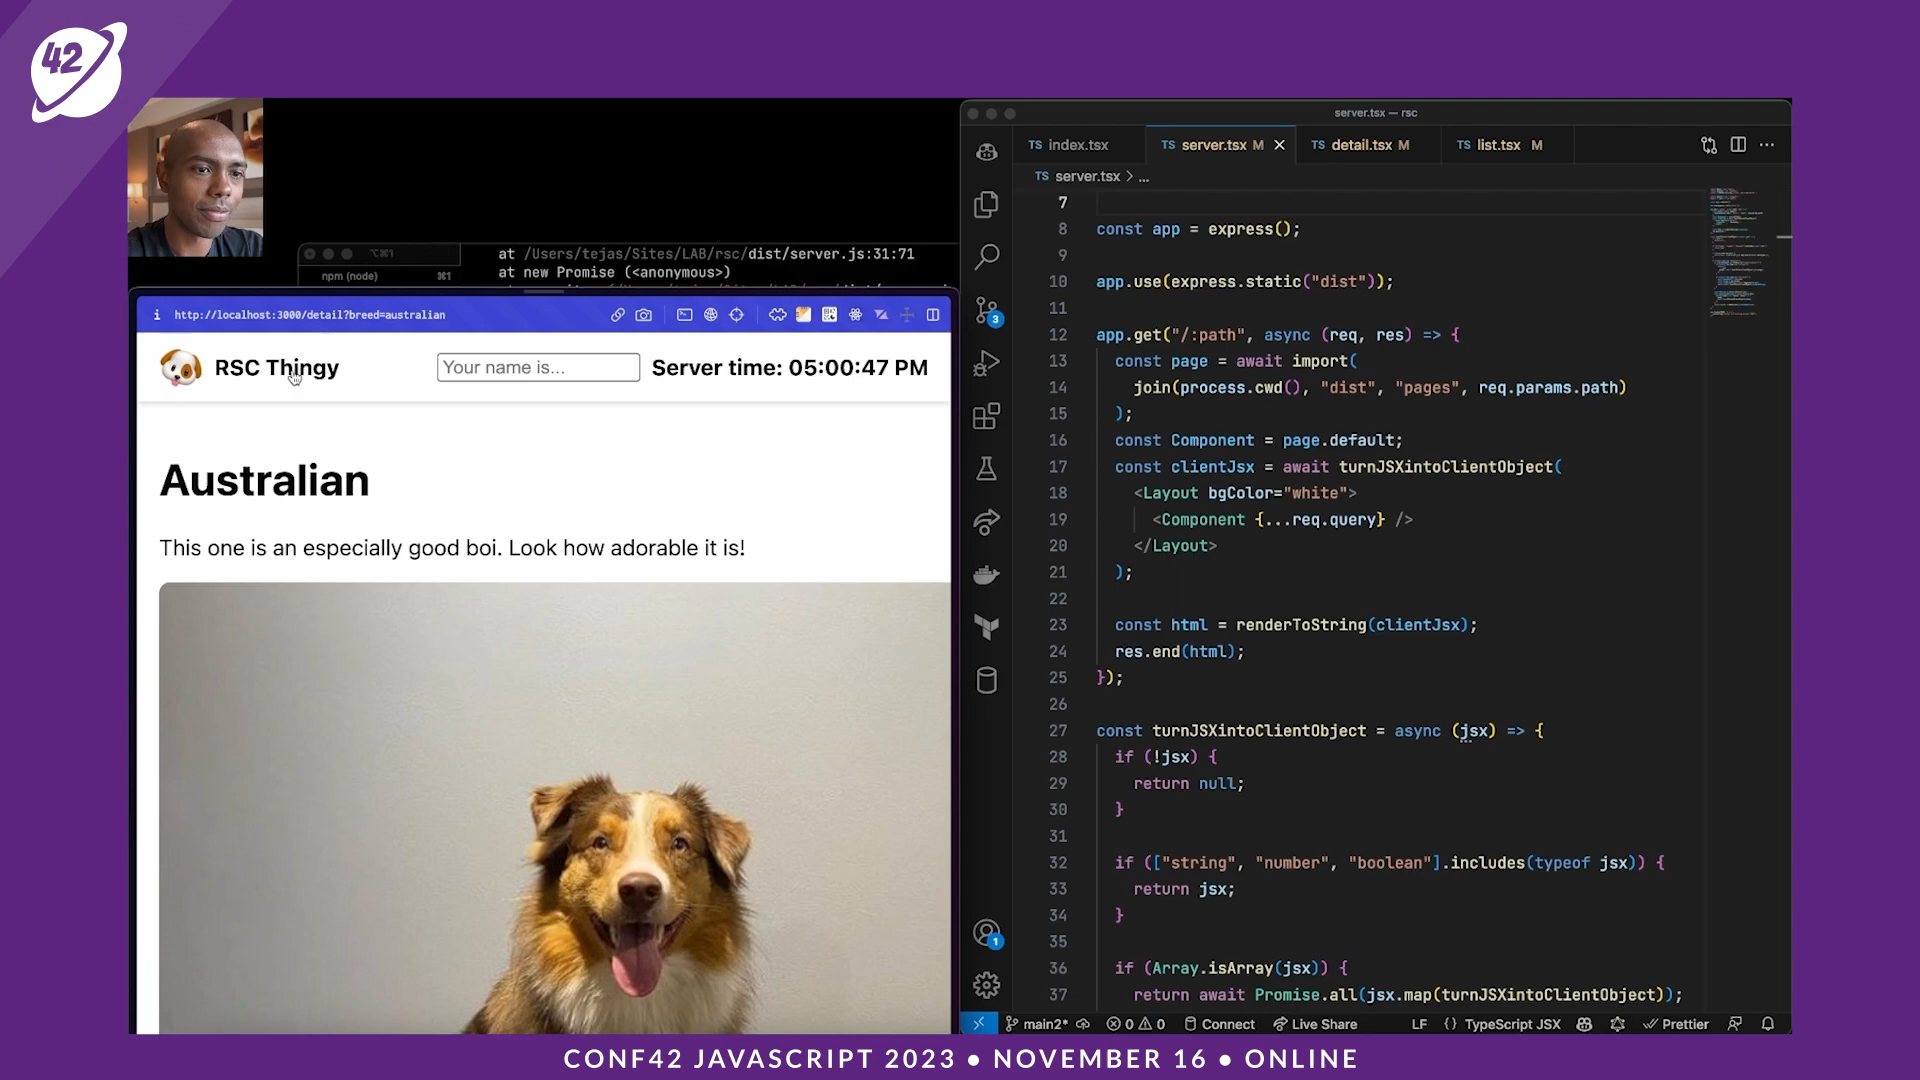 42
⌥⌘1
npm (node) ⌘1
at /Users/tejas/Sites/LAB/rsc/dist/server.js:31:71
at new Promise (<anonymous>)
http://localhost:3000/detail?breed=australian
RSC Thingy
Your name is...
Server time: 05:00:47 PM
Australian
This one is an especially good boi. Look how adorable it is!
server.tsx — rsc
TS index.tsx
TS server.tsx M
TS detail.tsx M
TS list.tsx M
TS server.tsx > ...
3
1
7
8 const app = express();
9
10 app.use(express.static("dist"));
11
12 app.get("/:path", async (req, res) => {
13 const page = await import(
14 join(process.cwd(), "dist", "pages", req.params.path)
15 );
16 const Component = page.default;
17 const clientJsx = await turnJSXintoClientObject(
18 <Layout bgColor="white">
19 <Component {...req.query} />
20 </Layout>
21 );
22
23 const html = renderToString(clientJsx);
24 res.end(html);
25 });
26
27 const turnJSXintoClientObject = async (jsx) => {
28 if (!jsx) {
29 return null;
30 }
31
32 if (["string", "number", "boolean"].includes(typeof jsx)) {
33 return jsx;
34 }
35
36 if (Array.isArray(jsx)) {
37 return await Promise.all(jsx.map(turnJSXintoClientObject));
main2* 0 0 Connect Live Share LF {} TypeScript JSX Prettier
CONF42 JAVASCRIPT 2023 • NOVEMBER 16 • ONLINE